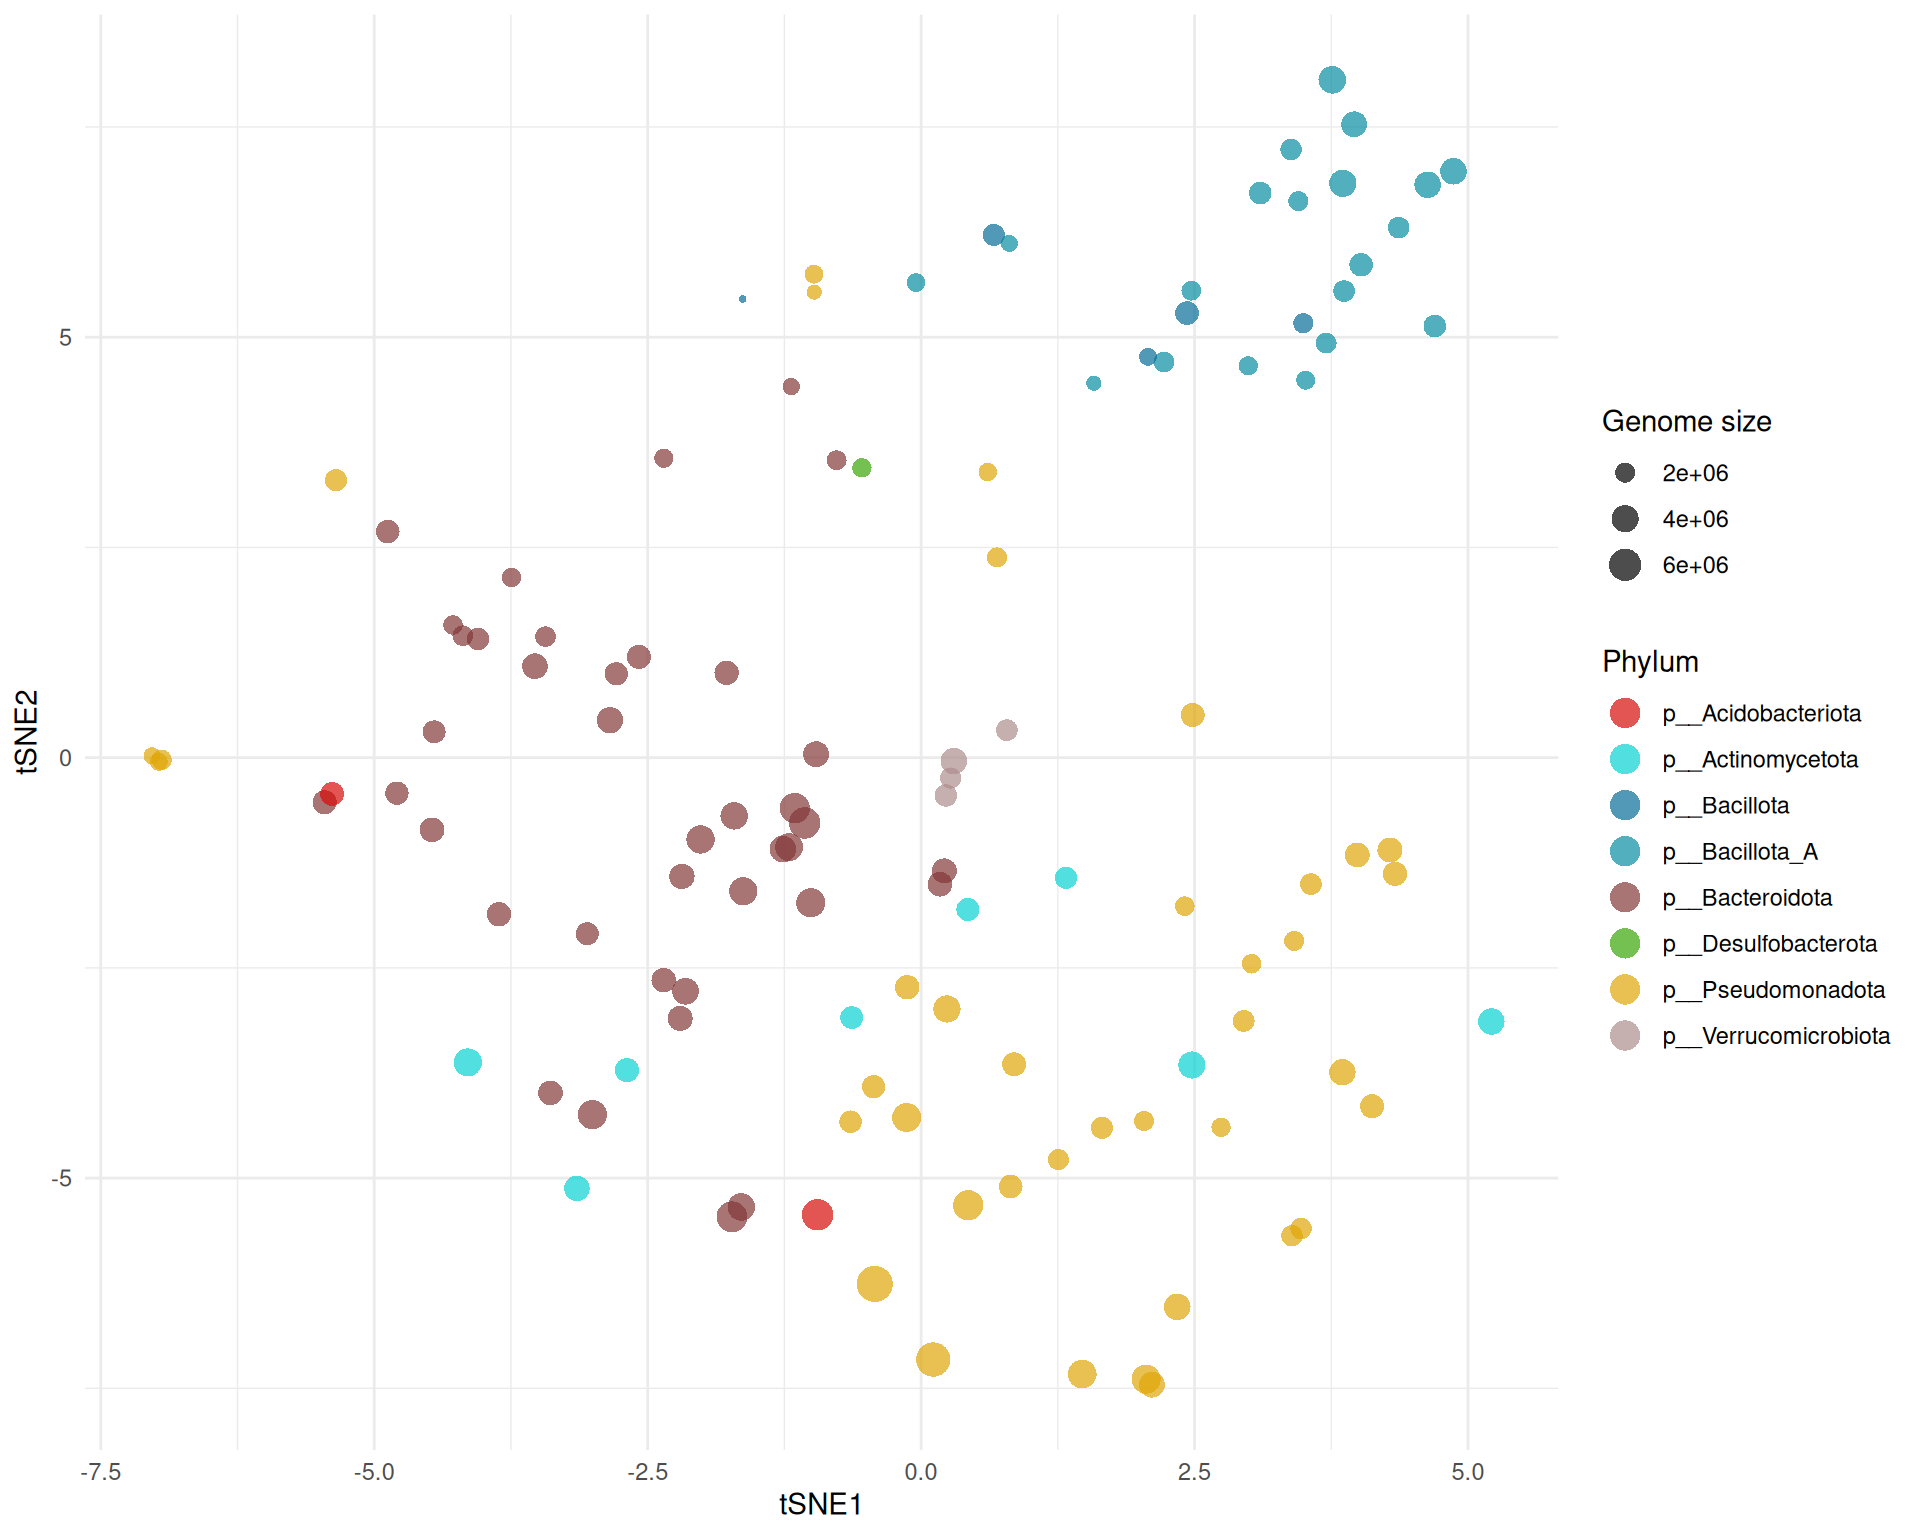 5
0
-5
-7.5
-5.0
-2.5
0.0
2.5
5.0
tSNE1
tSNE2
Genome size
2e+06
4e+06
6e+06
Phylum
p__Acidobacteriota
p__Actinomycetota
p__Bacillota
p__Bacillota_A
p__Bacteroidota
p__Desulfobacterota
p__Pseudomonadota
p__Verrucomicrobiota